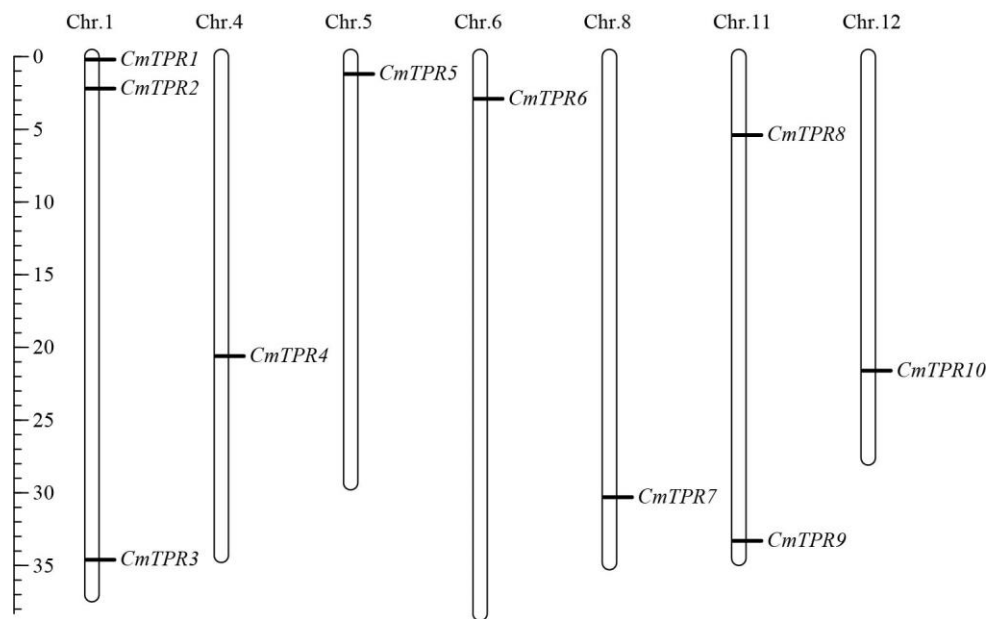 Chr.1 Chr.4 Chr.5 Chr.6 Chr.8 Chr.11 Chr.12
0
CmTPR1
CmTPR5
CmTPR2
CmTPR6
5
CmTPR8
10
15
20
CmTPR4
CmTPR10
25
30
CmTPR7
CmTPR9
CmTPR3
35